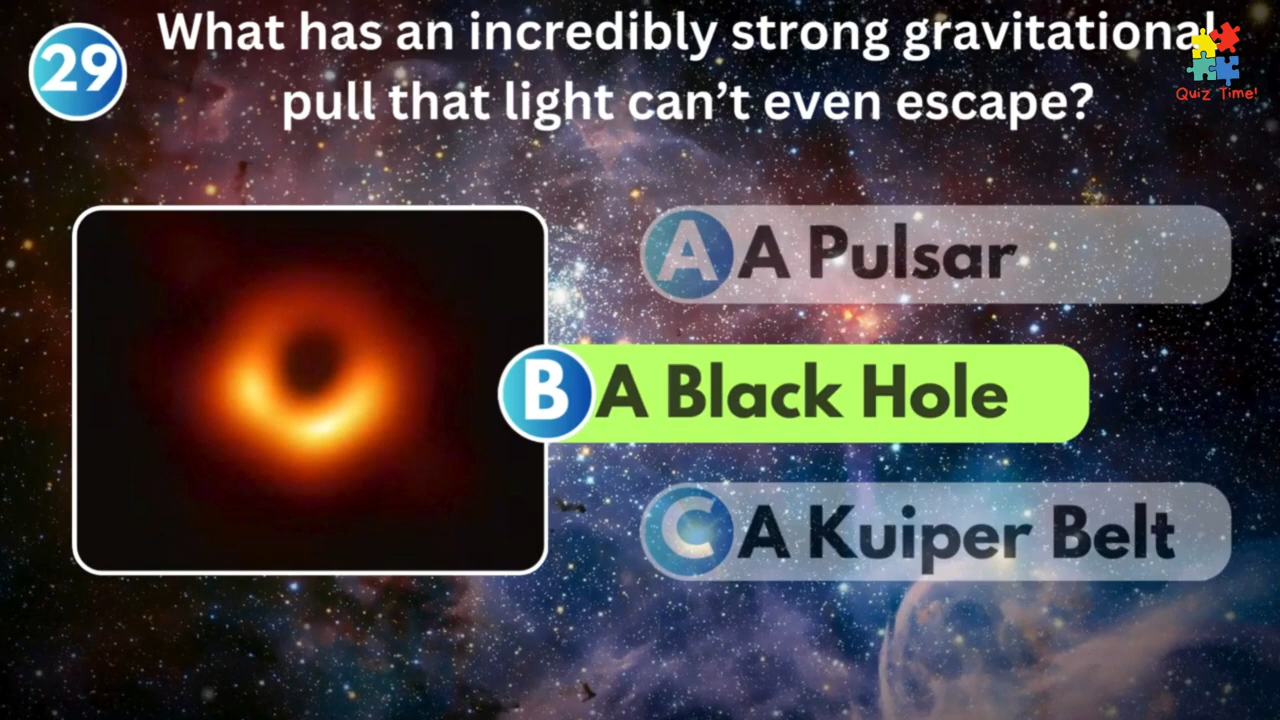 29
What has an incredibly strong gravitational
pull that light can't even escape?
Quiz Time!
A A Pulsar
B A Black Hole
C A Kuiper Belt